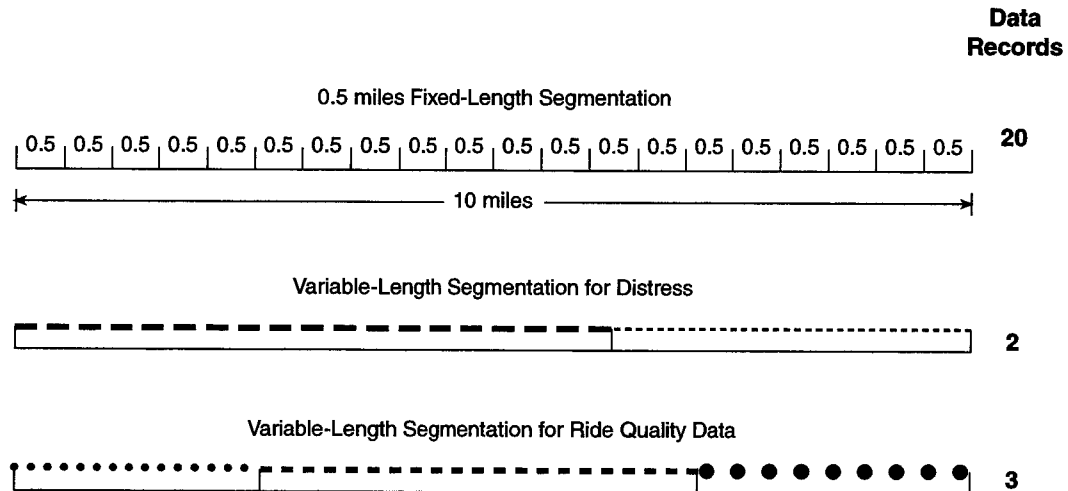 Data
Records
0.5 miles Fixed-Length Segmentation
0.5 0.5 0.5 0.5 0.5 0.5 0.5 0.5 0.5 0.5 0.5 0.5 0.5 0.5 0.5 0.5 0.5 0.5 0.5 0.5 20
10 miles
Variable-Length Segmentation for Distress
2
Variable-Length Segmentation for Ride Quality Data
3